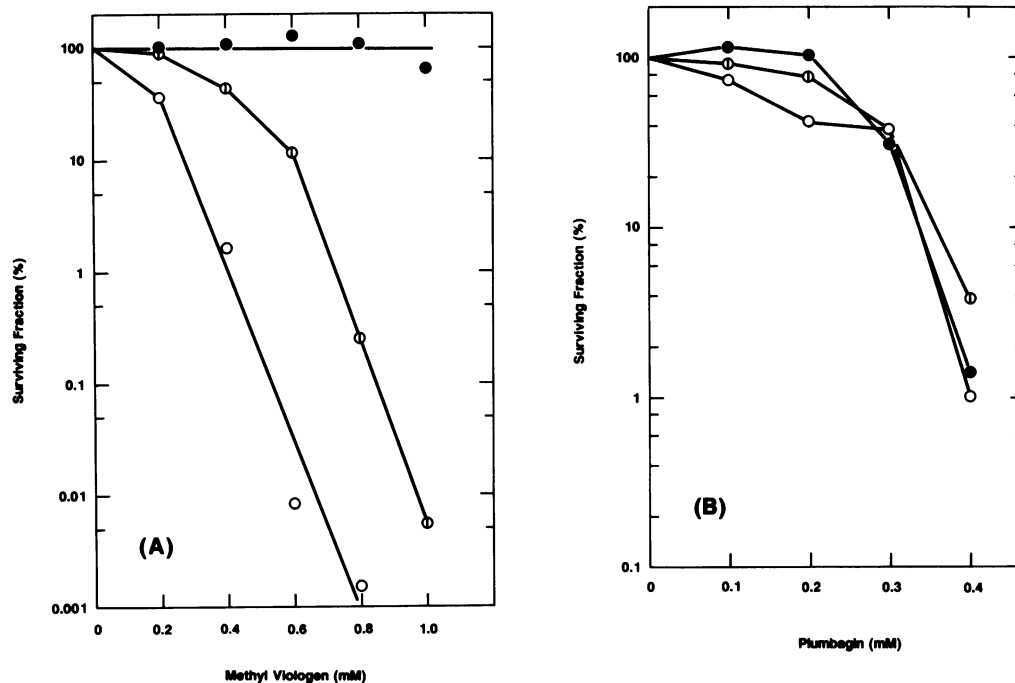 100
10
1
0.1
0.01
0.001
Surviving Fraction (%)
(A)
0 0.2 0.4 0.6 0.8 1.0
Methyl Viologen (mM)
100
10
1
0.1
Surviving Fraction (%)
(B)
0 0.1 0.2 0.3 0.4
Plumbagin (mM)